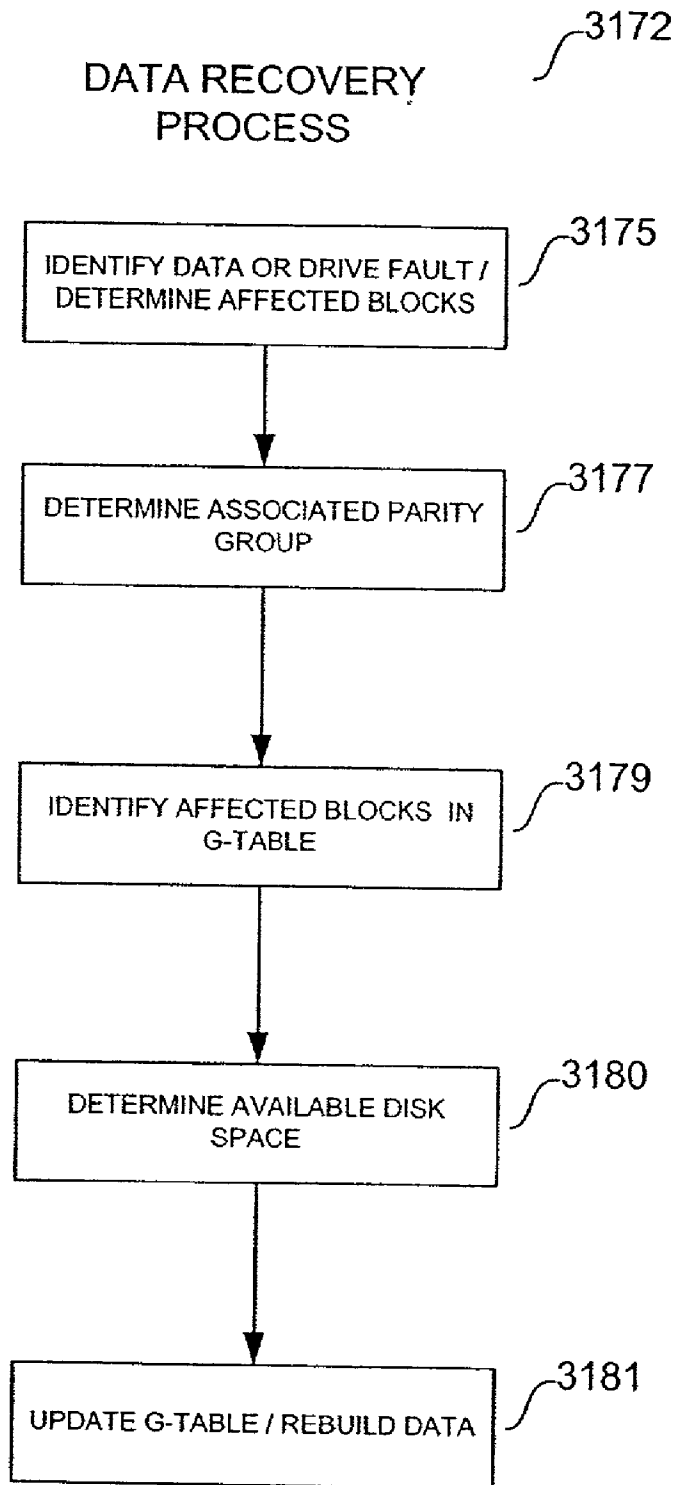 3172
DATA RECOVERY
PROCESS
3175
IDENTIFY DATA OR DRIVE FAULT /
DETERMINE AFFECTED BLOCKS
3177
DETERMINE ASSOCIATED PARITY
GROUP
3179
IDENTIFY AFFECTED BLOCKS IN
G-TABLE
3180
DETERMINE AVAILABLE DISK
SPACE
3181
UPDATE G-TABLE / REBUILD DATA